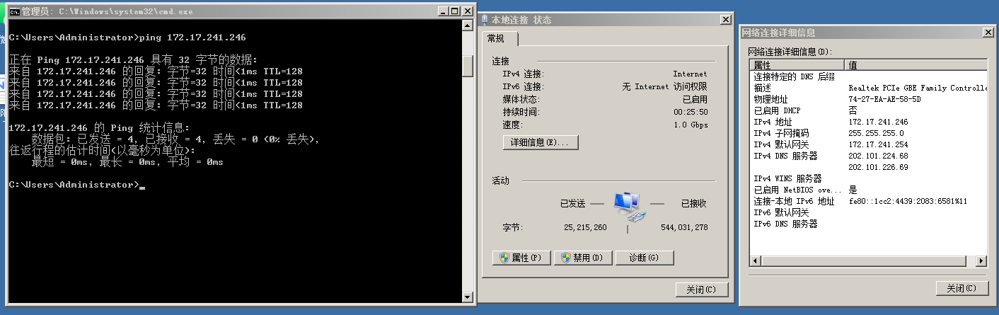 管理员: C:\Windows\system32\cmd.exe
C:\Users\Administrator>ping 172.17.241.246
正在 Ping 172.17.241.246 具有 32 字节的数据:
来自 172.17.241.246 的回复: 字节=32 时间<1ms TTL=128
来自 172.17.241.246 的回复: 字节=32 时间<1ms TTL=128
来自 172.17.241.246 的回复: 字节=32 时间<1ms TTL=128
来自 172.17.241.246 的回复: 字节=32 时间<1ms TTL=128
172.17.241.246 的 Ping 统计信息:
数据包: 已发送 = 4, 已接收 = 4, 丢失 = 0 (0% 丢失),
往返行程的估计时间(以毫秒为单位):
最短 = 0ms, 最长 = 0ms, 平均 = 0ms
C:\Users\Administrator>_
本地连接 状态
常规
连接
IPv4 连接: Internet
IPv6 连接: 无 Internet 访问权限
媒体状态: 已启用
持续时间: 00:25:50
速度: 1.0 Gbps
详细信息(E)...
活动
已发送 已接收
字节: 25,215,260 544,031,278
属性(P) 禁用(D) 诊断(G)
关闭(C)
网络连接详细信息
网络连接详细信息(D):
属性 值
连接特定的 DNS 后缀
描述 Realtek PCIe GBE Family Controlle
物理地址 74-27-EA-AE-58-5D
已启用 DHCP 否
IPv4 地址 172.17.241.246
IPv4 子网掩码 255.255.255.0
IPv4 默认网关 172.17.241.254
IPv4 DNS 服务器 202.101.224.68
202.101.226.69
IPv4 WINS 服务器
已启用 NetBIOS ove... 是
连接-本地 IPv6 地址 fe80::1cc2:4439:2083:6581%11
IPv6 默认网关
IPv6 DNS 服务器
关闭(C)